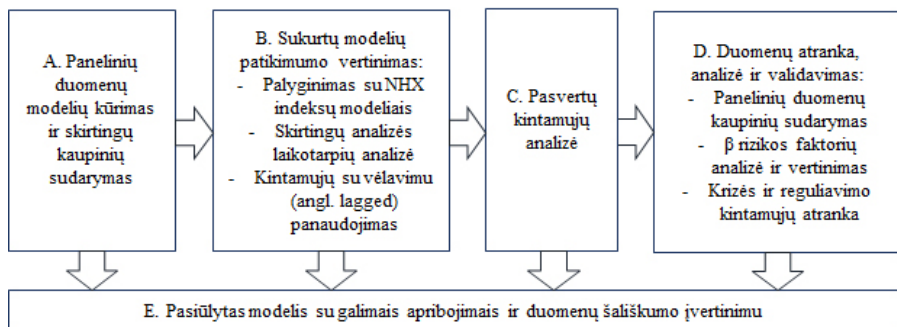 A. Panelinių
duomenų
modelių kūrimas
ir skirtingų
kaupinių
sudarymas
B. Sukurtų modelių
patikimumo vertinimas:
- Palyginimas su NHX
indeksų modeliais
- Skirtingų analizės
laikotarpių analizė
- Kintamųjų su vėlavimu
(angl. lagged)
panaudojimas
C. Pasvertų
kintamųjų
analizė
D. Duomenų atranka,
analizė ir validavimas:
- Panelinių duomenų
kaupinių sudarymas
- β rizikos faktorių
analizė ir vertinimas
- Krizės ir reguliavimo
kintamųjų atranka
E. Pasiūlytas modelis su galimais apribojimais ir duomenų šališkumo įvertinimu